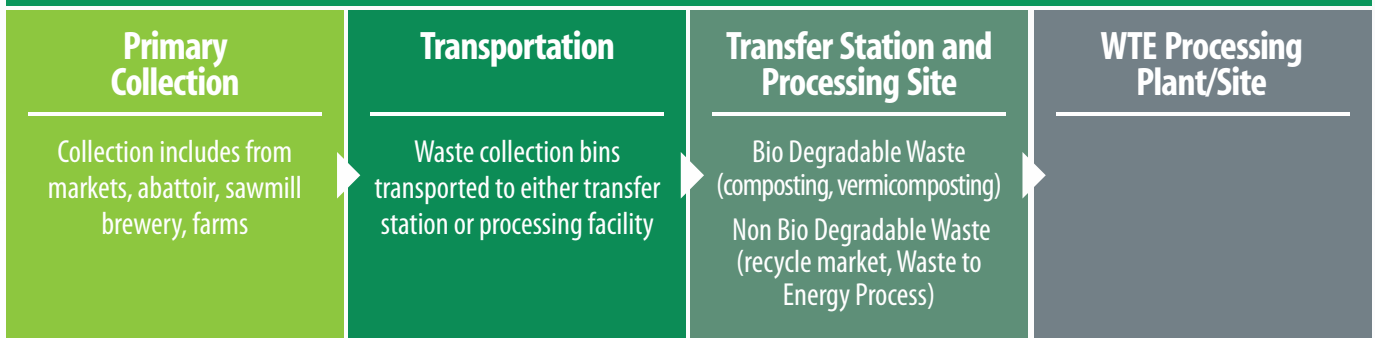 Primary
Collection
Collection includes from
markets, abattoir, sawmill
brewery, farms
Transportation
Waste collection bins
transported to either transfer
station or processing facility
Transfer Station and
Processing Site
Bio Degradable Waste
(composting, vermicomposting)
Non Bio Degradable Waste
(recycle market, Waste to
Energy Process)
WTE Processing
Plant/Site